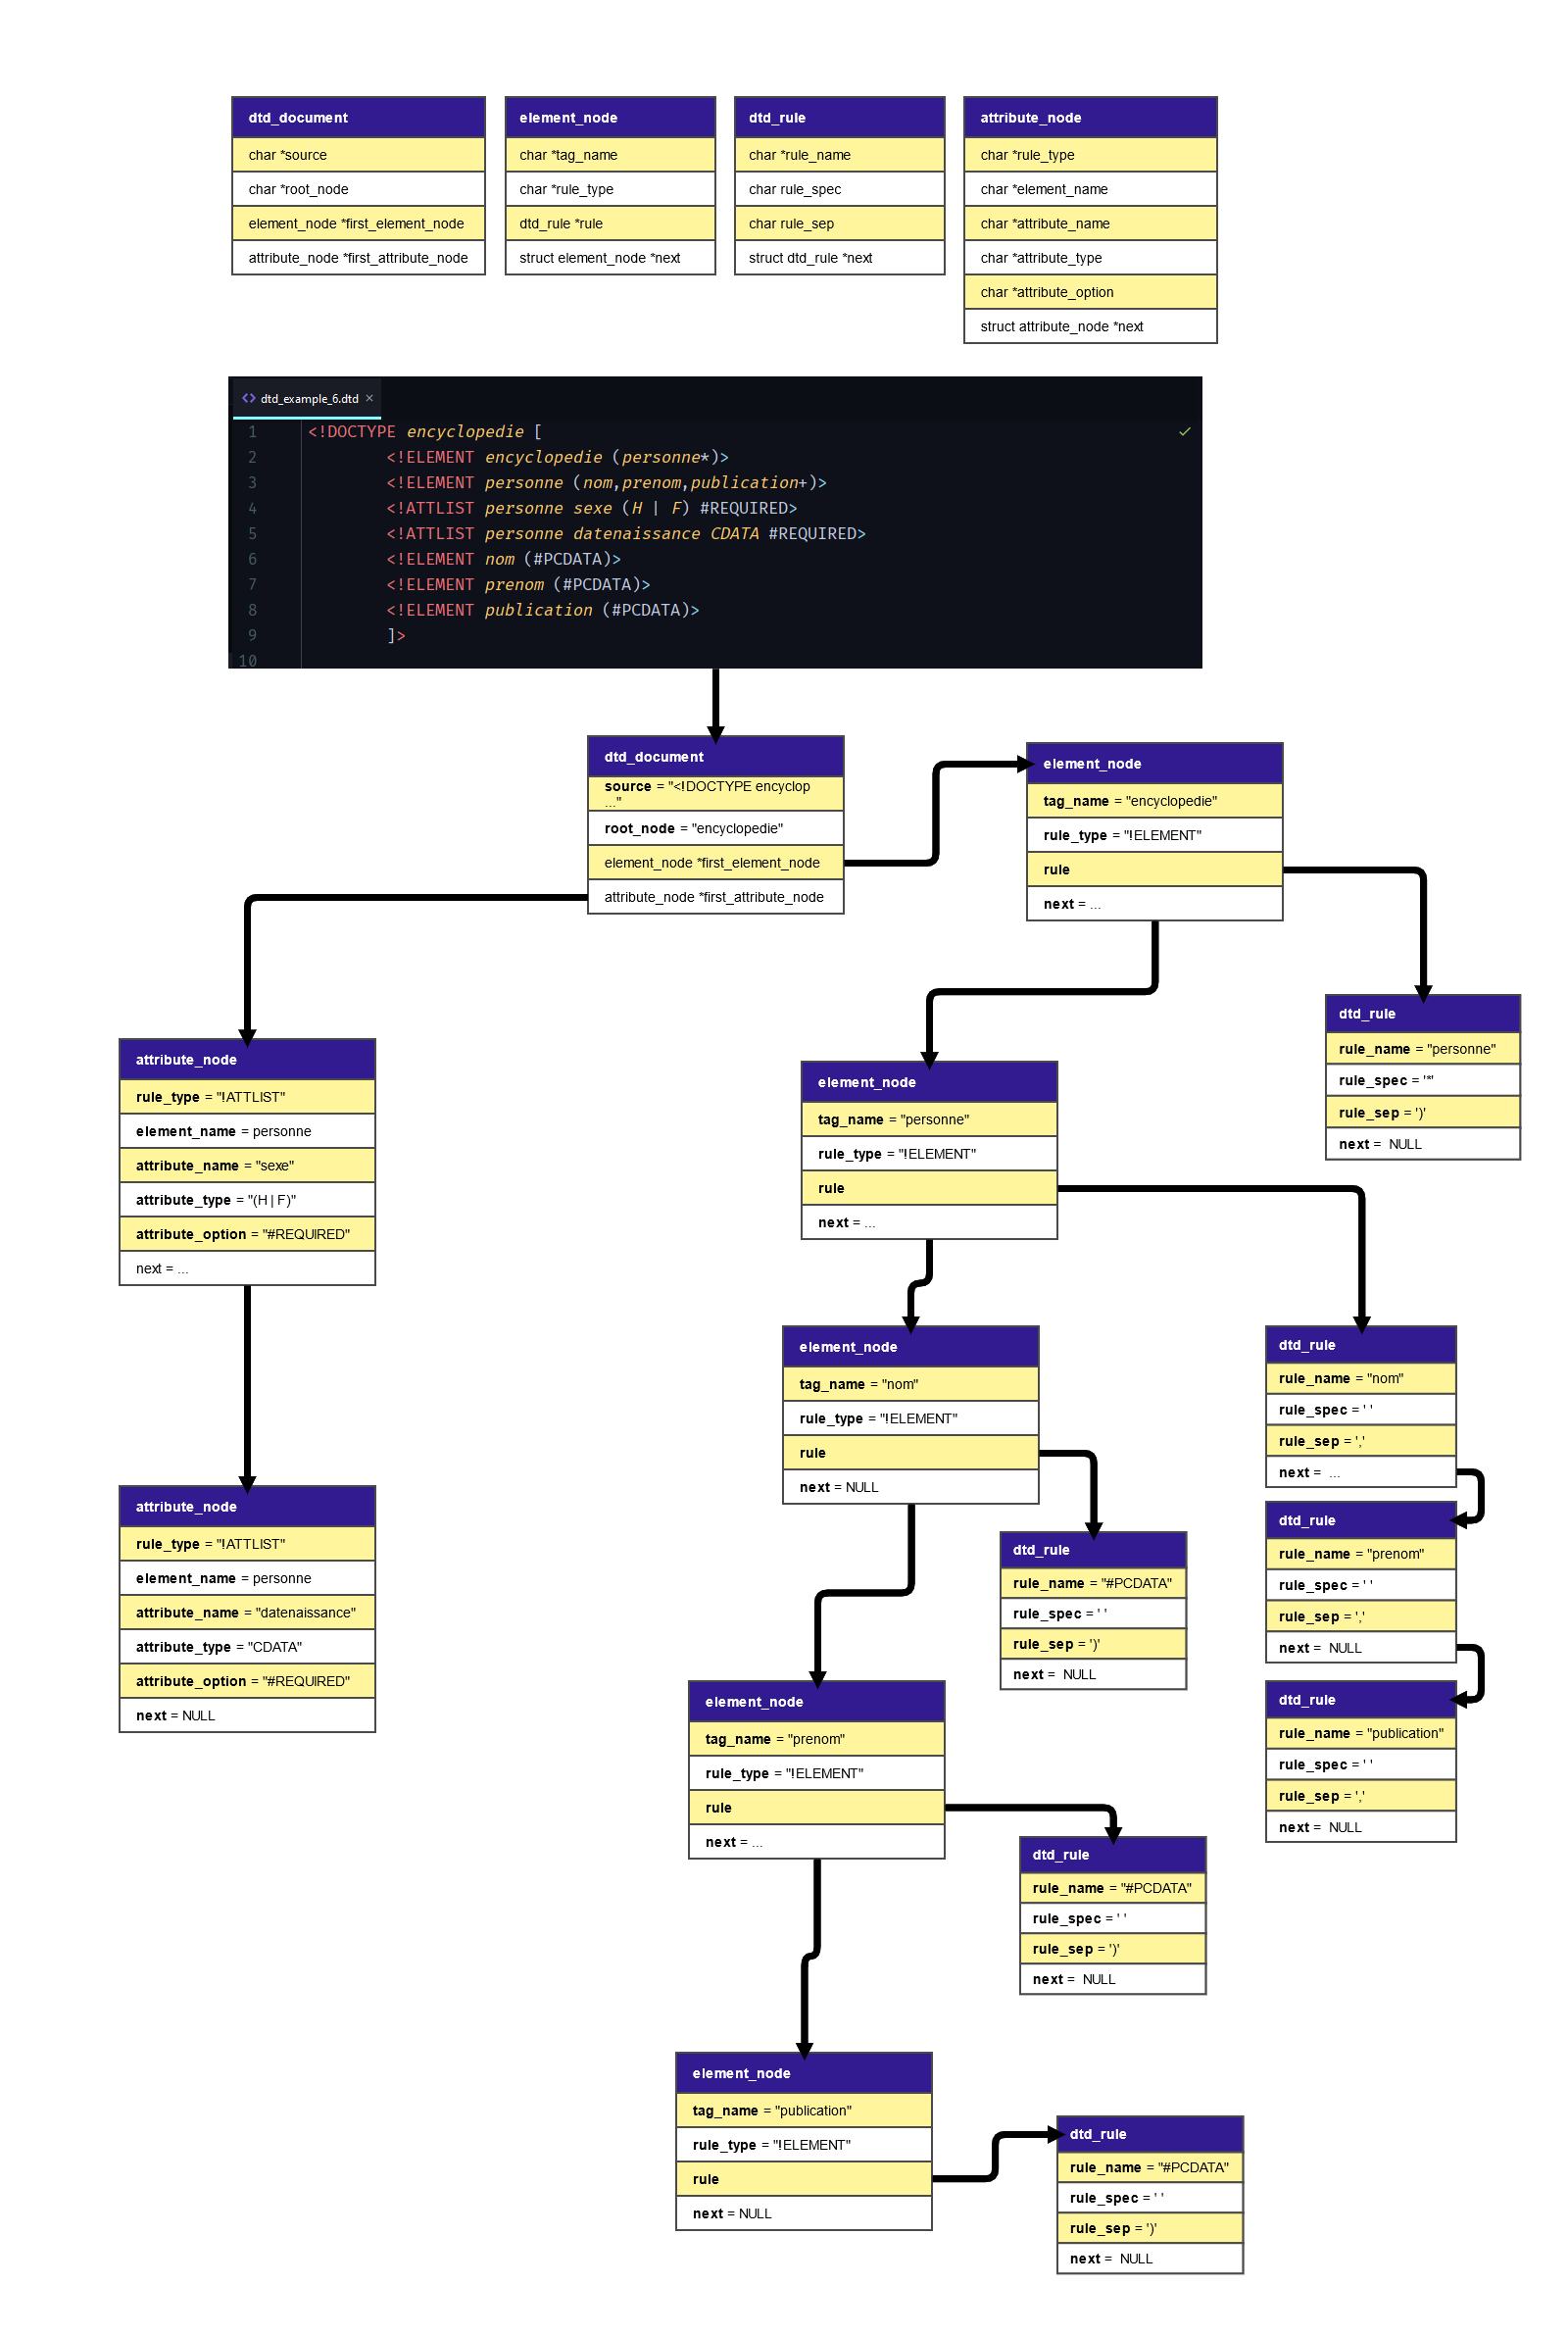 dtd_document
char *source
char *root_node
element_node *first_element_node
attribute_node *first_attribute_node
element_node
char *tag_name
char *rule_type
dtd_rule *rule
struct element_node *next
dtd_rule
char *rule_name
char rule_spec
char rule_sep
struct dtd_rule *next
attribute_node
char *rule_type
char *element_name
char *attribute_name
char *attribute_type
char *attribute_option
struct attribute_node *next
<> dtd_example_6.dtd ×
1 <!DOCTYPE encyclopedie [
2 <!ELEMENT encyclopedie (personne*)>
3 <!ELEMENT personne (nom,prenom,publication+)>
4 <!ATTLIST personne sexe (H | F) #REQUIRED>
5 <!ATTLIST personne datenaissance CDATA #REQUIRED>
6 <!ELEMENT nom (#PCDATA)>
7 <!ELEMENT prenom (#PCDATA)>
8 <!ELEMENT publication (#PCDATA)>
9 ]>
10
dtd_document
source = "<!DOCTYPE encyclop
..."
root_node = "encyclopedie"
element_node *first_element_node
attribute_node *first_attribute_node
element_node
tag_name = "encyclopedie"
rule_type = "!ELEMENT"
rule
next = ...
dtd_rule
rule_name = "personne"
rule_spec = '*'
rule_sep = ')'
next = NULL
attribute_node
rule_type = "!ATTLIST"
element_name = personne
attribute_name = "sexe"
attribute_type = "(H | F)"
attribute_option = "#REQUIRED"
next = ...
element_node
tag_name = "personne"
rule_type = "!ELEMENT"
rule
next = ...
element_node
tag_name = "nom"
rule_type = "!ELEMENT"
rule
next = NULL
dtd_rule
rule_name = "nom"
rule_spec = ' '
rule_sep = ','
next = ...
attribute_node
rule_type = "!ATTLIST"
element_name = personne
attribute_name = "datenaissance"
attribute_type = "CDATA"
attribute_option = "#REQUIRED"
next = NULL
dtd_rule
rule_name = "#PCDATA"
rule_spec = ' '
rule_sep = ')'
next = NULL
dtd_rule
rule_name = "prenom"
rule_spec = ' '
rule_sep = ','
next = NULL
element_node
tag_name = "prenom"
rule_type = "!ELEMENT"
rule
next = ...
dtd_rule
rule_name = "publication"
rule_spec = ' '
rule_sep = ','
next = NULL
dtd_rule
rule_name = "#PCDATA"
rule_spec = ' '
rule_sep = ')'
next = NULL
element_node
tag_name = "publication"
rule_type = "!ELEMENT"
rule
next = NULL
dtd_rule
rule_name = "#PCDATA"
rule_spec = ' '
rule_sep = ')'
next = NULL